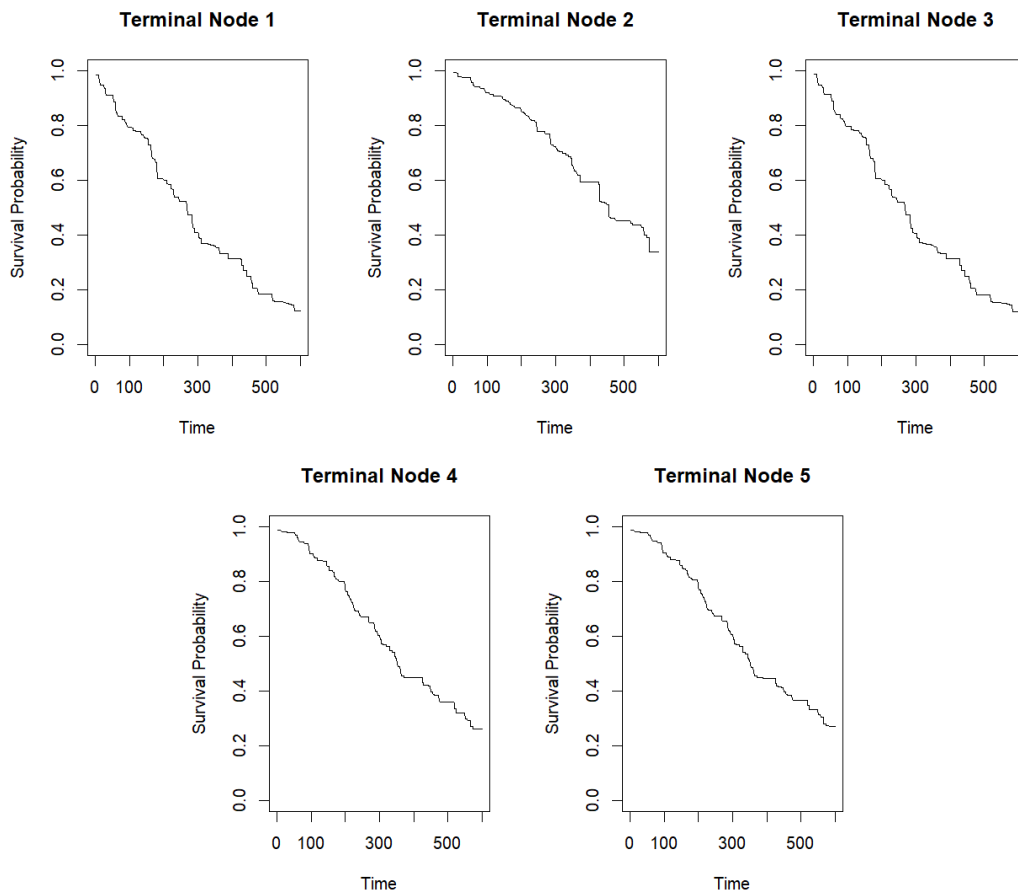 Terminal Node 1
Survival Probability
0.0 0.2 0.4 0.6 0.8 1.0
0 100 300 500
Time
Terminal Node 2
Survival Probability
0.0 0.2 0.4 0.6 0.8 1.0
0 100 300 500
Time
Terminal Node 3
Survival Probability
0.0 0.2 0.4 0.6 0.8 1.0
0 100 300 500
Time
Terminal Node 4
Survival Probability
0.0 0.2 0.4 0.6 0.8 1.0
0 100 300 500
Time
Terminal Node 5
Survival Probability
0.0 0.2 0.4 0.6 0.8 1.0
0 100 300 500
Time